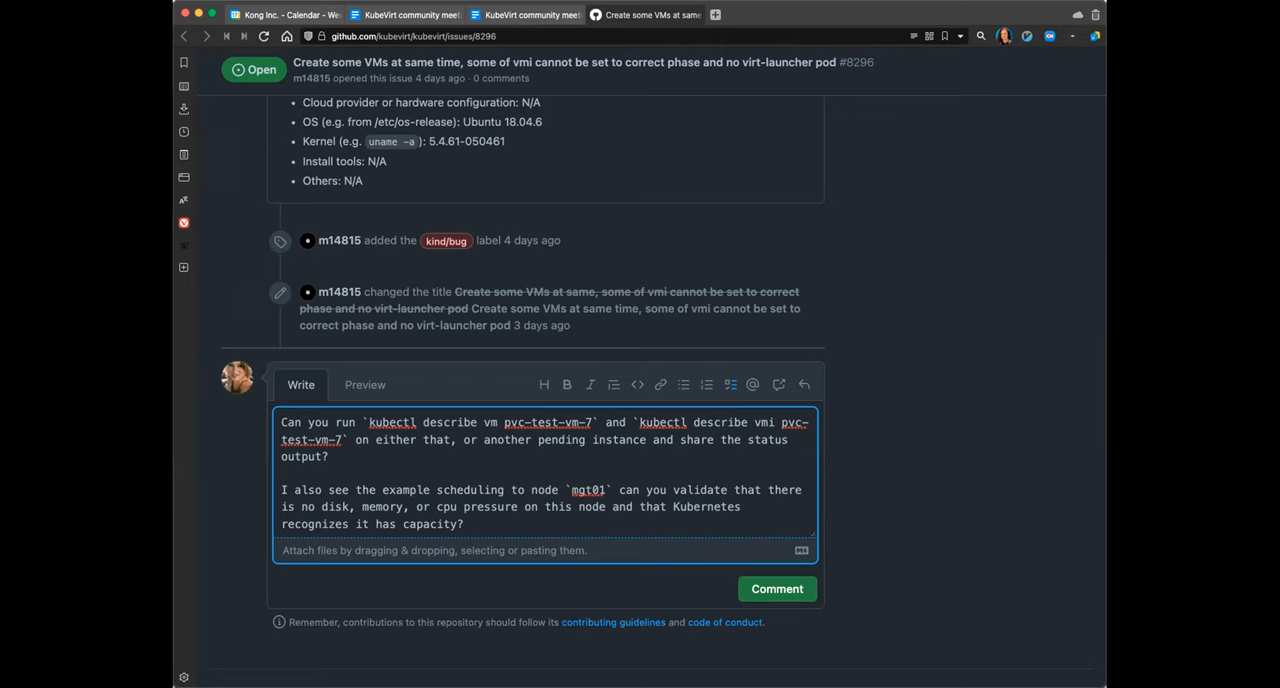 Kong Inc. - Calendar - We
KubeVirt community meet
KubeVirt community meet
Create some VMs at same
github.com/kubevirt/kubevirt/issues/8296
Open
Create some VMs at same time, some of vmi cannot be set to correct phase and no virt-launcher pod #8296
m14815 opened this issue 4 days ago · 0 comments
• Cloud provider or hardware configuration: N/A
• OS (e.g. from /etc/os-release): Ubuntu 18.04.6
• Kernel (e.g. uname -a ): 5.4.61-050461
• Install tools: N/A
• Others: N/A
m14815 added the kind/bug label 4 days ago
m14815 changed the title Create some VMs at same, some of vmi cannot be set to correct
phase and no virt-launcher pod Create some VMs at same time, some of vmi cannot be set to
correct phase and no virt-launcher pod 3 days ago
Write
Preview
Can you run `kubectl describe vm pvc-test-vm-7` and `kubectl describe vmi pvc-
test-vm-7` on either that, or another pending instance and share the status
output?
I also see the example scheduling to node `mgt01` can you validate that there
is no disk, memory, or cpu pressure on this node and that Kubernetes
recognizes it has capacity?
Attach files by dragging & dropping, selecting or pasting them.
Comment
Remember, contributions to this repository should follow its contributing guidelines and code of conduct.